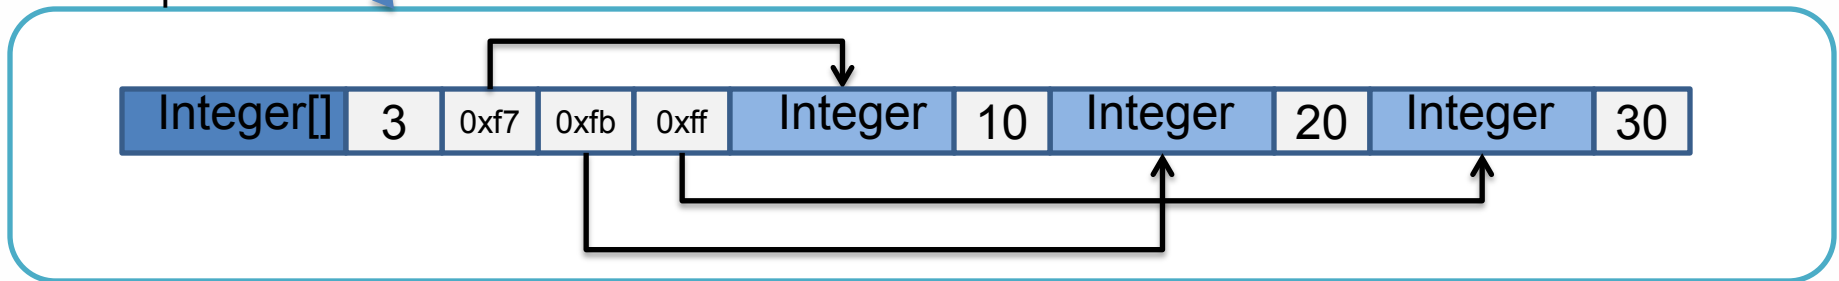 Integer[] 3 0xf7 0xfb 0xff Integer 10 Integer 20 Integer 30